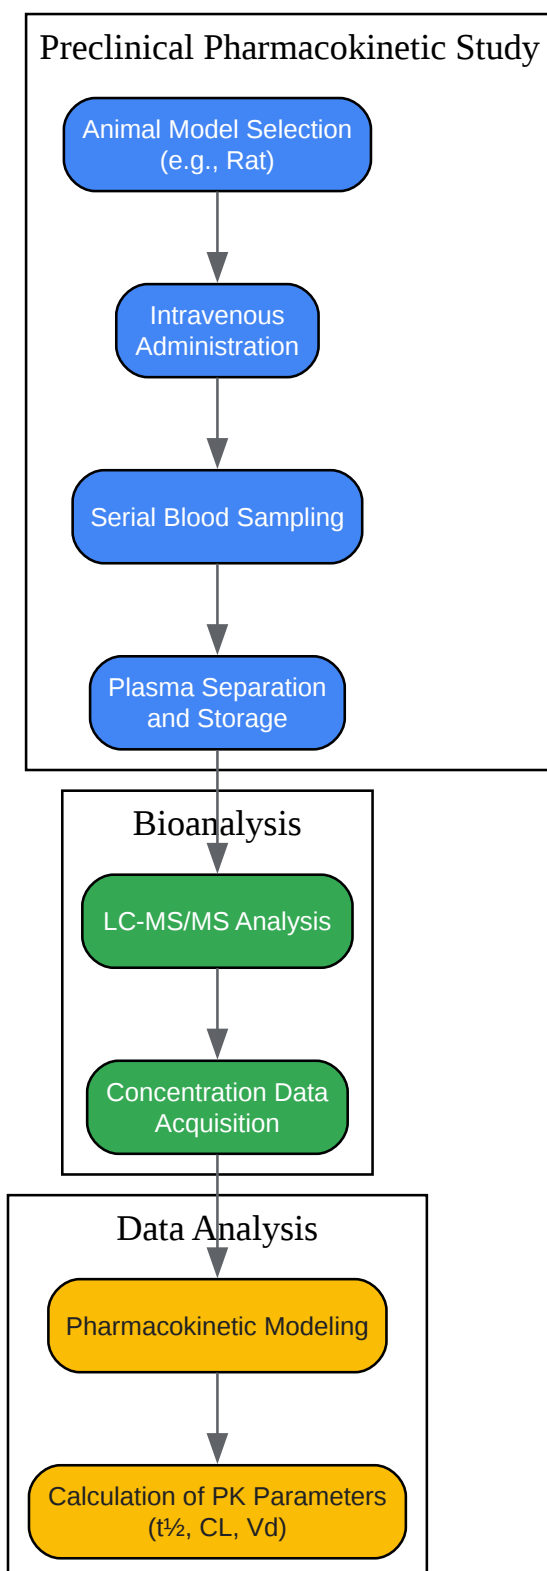 Preclinical Pharmacokinetic Study
Animal Model Selection
(e.g., Rat)
Intravenous
Administration
Serial Blood Sampling
Plasma Separation
and Storage
Bioanalysis
LC-MS/MS Analysis
Concentration Data
Acquisition
Data Analysis
Pharmacokinetic Modeling
Calculation of PK Parameters
(t½, CL, Vd)